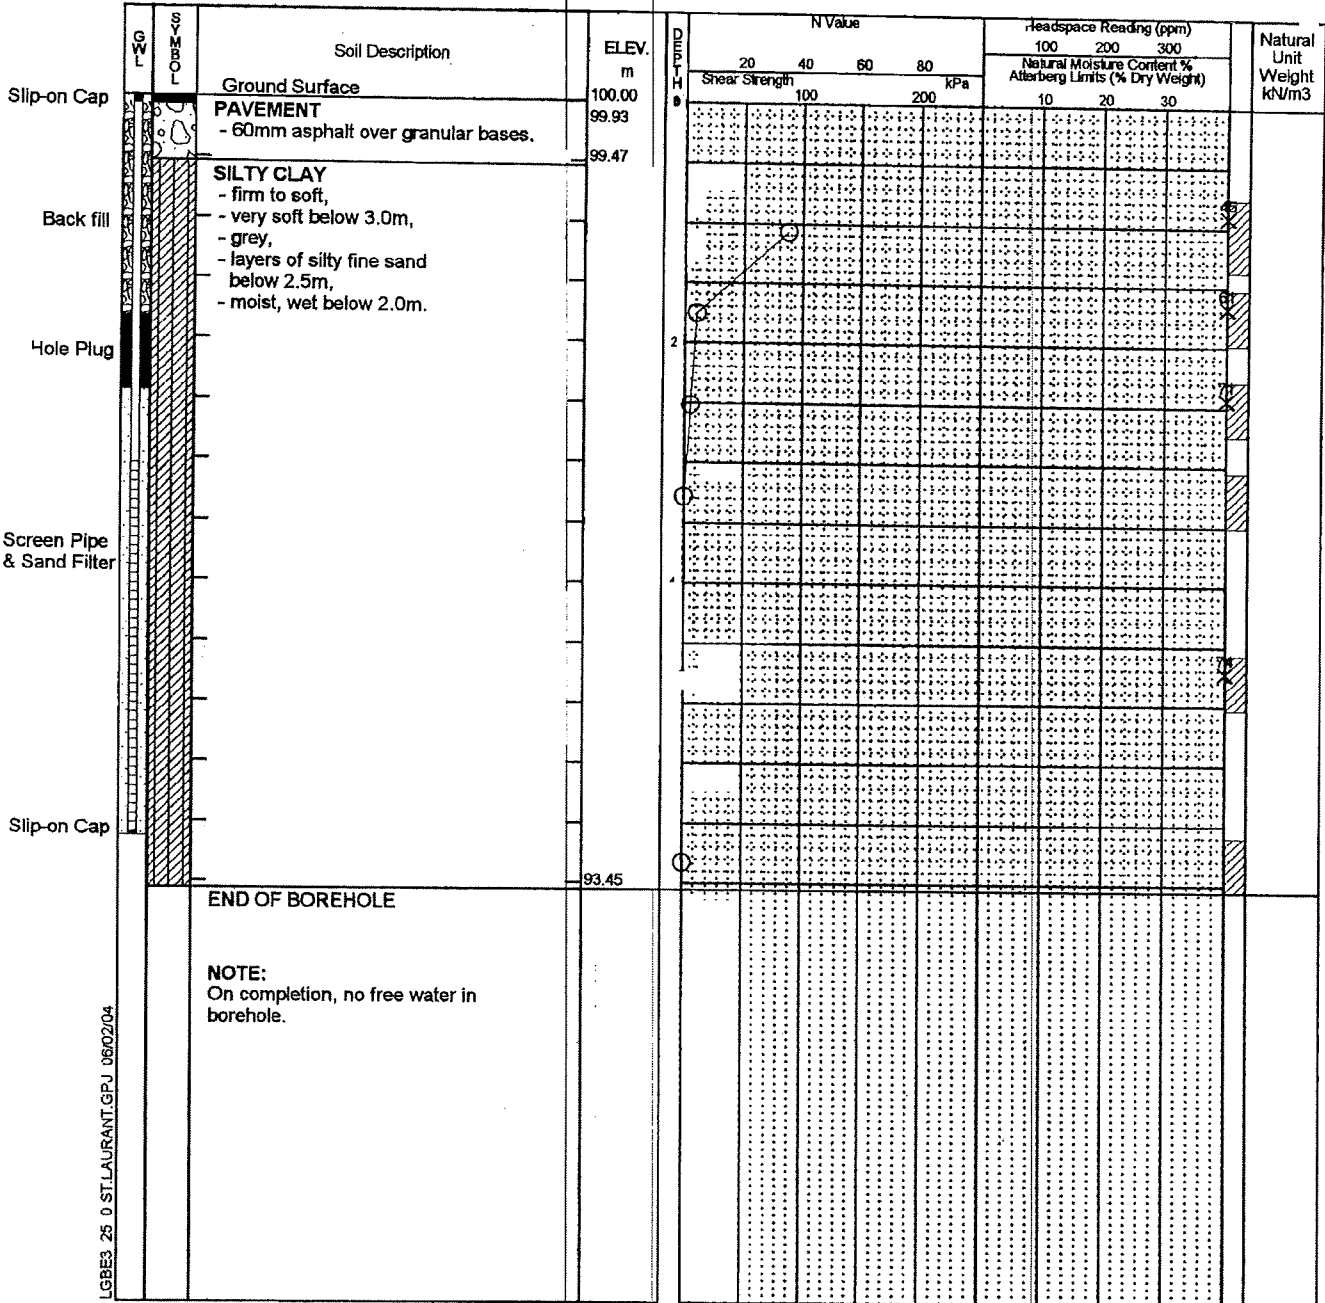 GWL
SYMBOL
Soil Description
ELEV.
m
DEPTH
N Value
20 40 60 80
Shear Strength kPa
100 200
Headspace Reading (ppm)
100 200 300
Natural Moisture Content %
Atterberg Limits (% Dry Weight)
10 20 30
Natural
Unit
Weight
kN/m3
Slip-on Cap
Ground Surface
100.00
PAVEMENT
99.93
- 60mm asphalt over granular bases.
99.47
SILTY CLAY
- firm to soft,
- very soft below 3.0m,
- grey,
- layers of silty fine sand
below 2.5m,
- moist, wet below 2.0m.
Back fill
Hole Plug
2
Screen Pipe
& Sand Filter
74
Slip-on Cap
93.45
END OF BOREHOLE
NOTE:
On completion, no free water in
borehole.
LGBE3 25 0 ST.LAURANT.GPJ 06/02/04